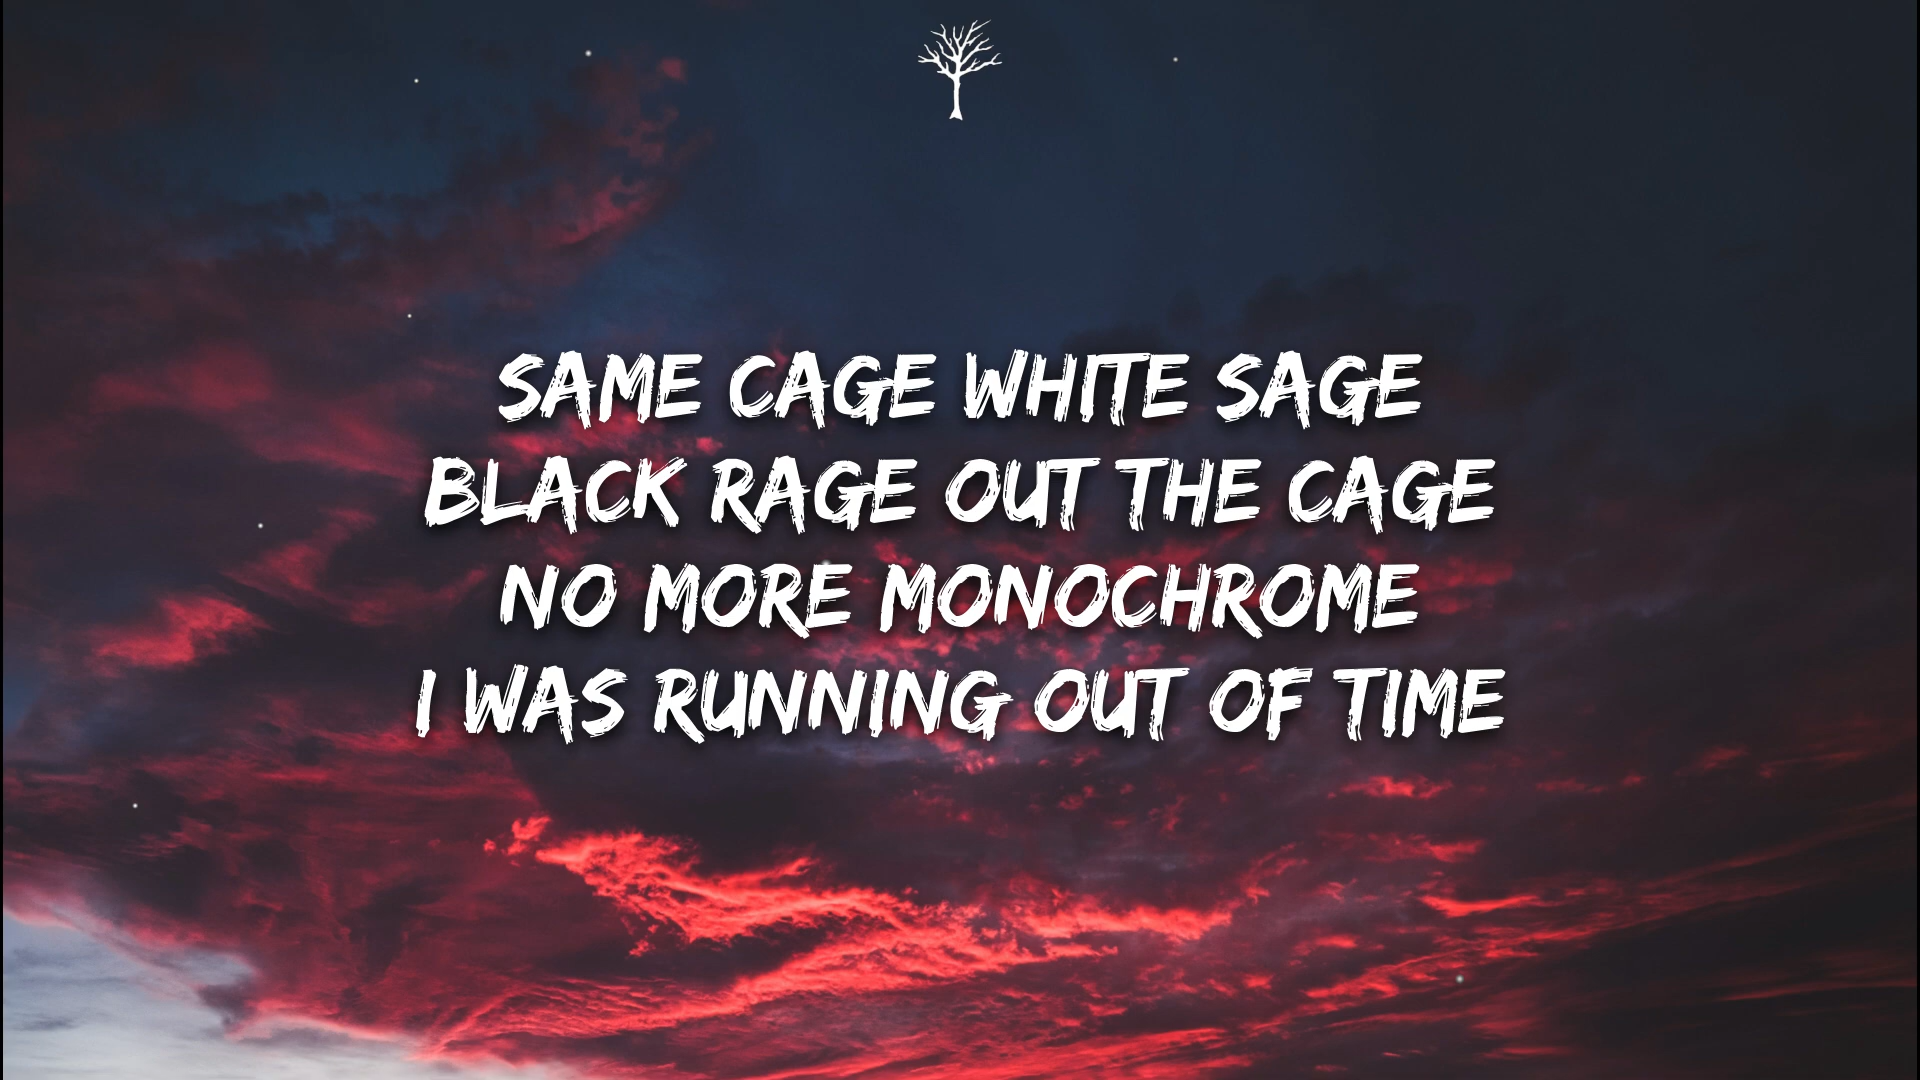 SAME CAGE WHITE SAGE
BLACK RAGE OUT THE CAGE
NO MORE MONOCHROME
I WAS RUNNING OUT OF TIME